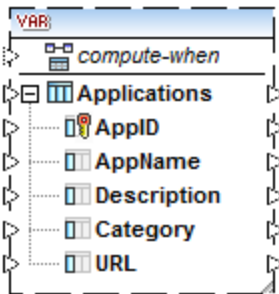 VAR
compute-when
Applications
AppID
AppName
Description
Category
URL